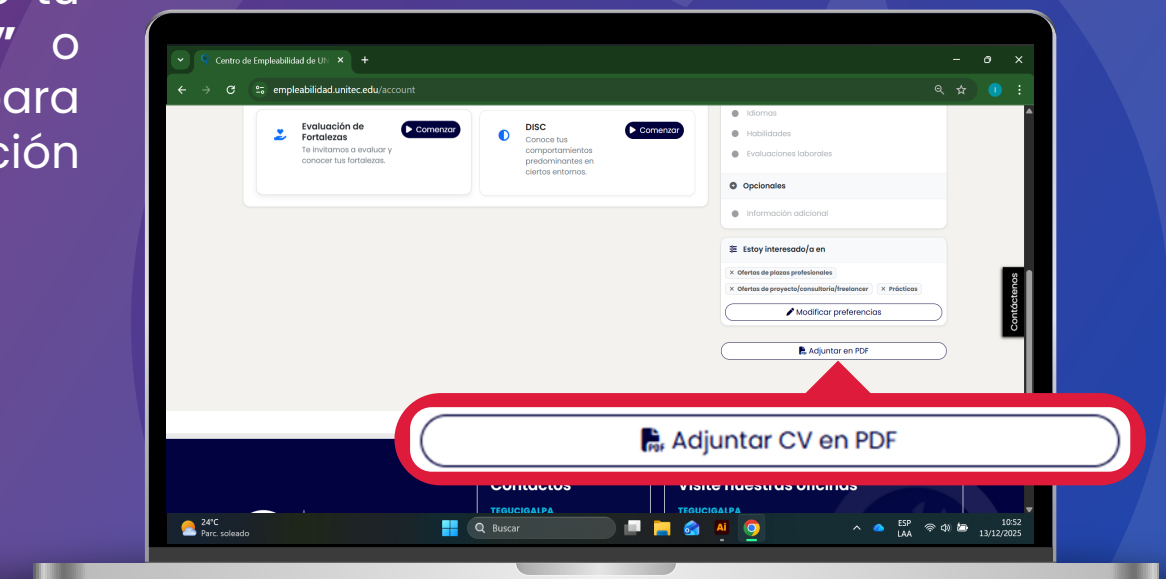 o
para
ción
Centro de Empleabilidad de UN
empleabilidad.unitec.edu/account
Evaluación de
Fortalezas
Te invitamos a evaluar y
conocer tus fortalezas.
Comenzar
DISC
Conoce tus
comportamientos
predominantes en
ciertos entornos.
Comenzar
Idiomas
Habilidades
Evaluaciones laborales
Opcionales
Información adicional
Estoy interesado/a en
× Ofertas de plazas profesionales
× Ofertas de proyecto/consultoría/freelancer × Prácticas
Modificar preferencias
Adjuntar en PDF
Contáctenos
PDF Adjuntar CV en PDF
Contactos
Visite nuestras oficinas
TEGUCIGALPA
TEGUCIGALPA
24°C
Parc. soleado
Buscar
Ai
ESP
LAA
10:52
13/12/2025